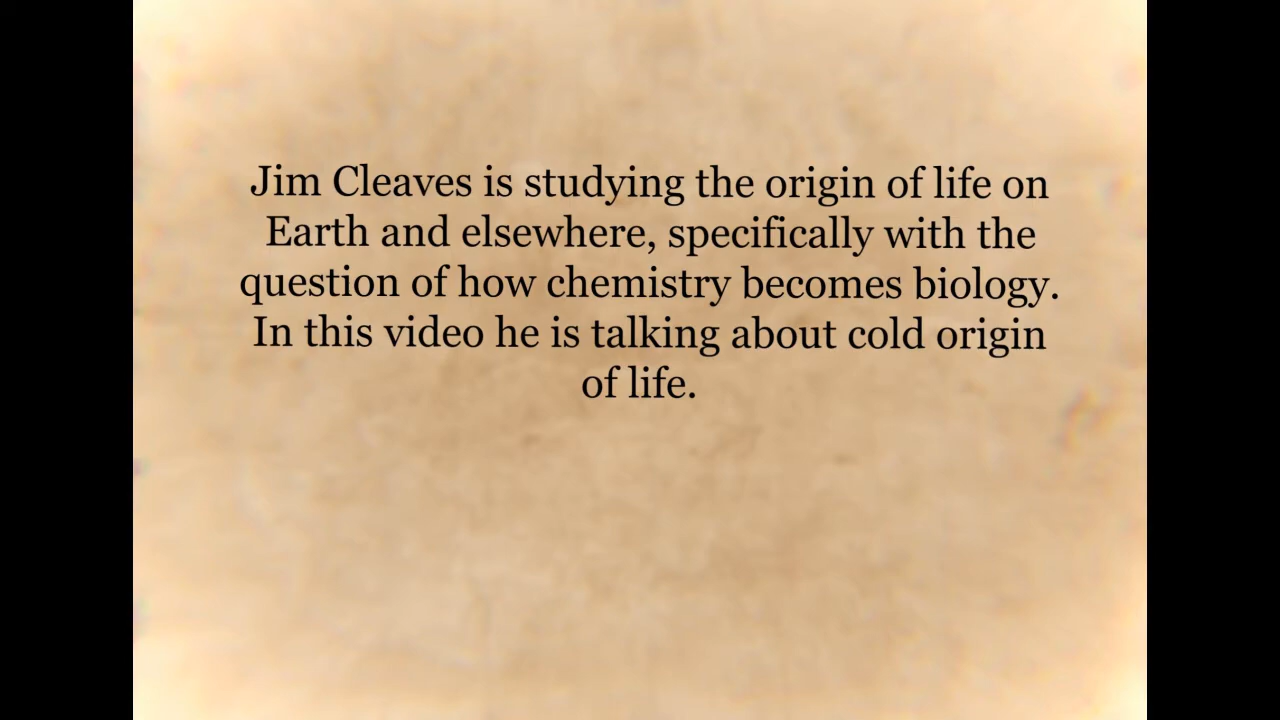 Jim Cleaves is studying the origin of life on
Earth and elsewhere, specifically with the
question of how chemistry becomes biology.
In this video he is talking about cold origin
of life.